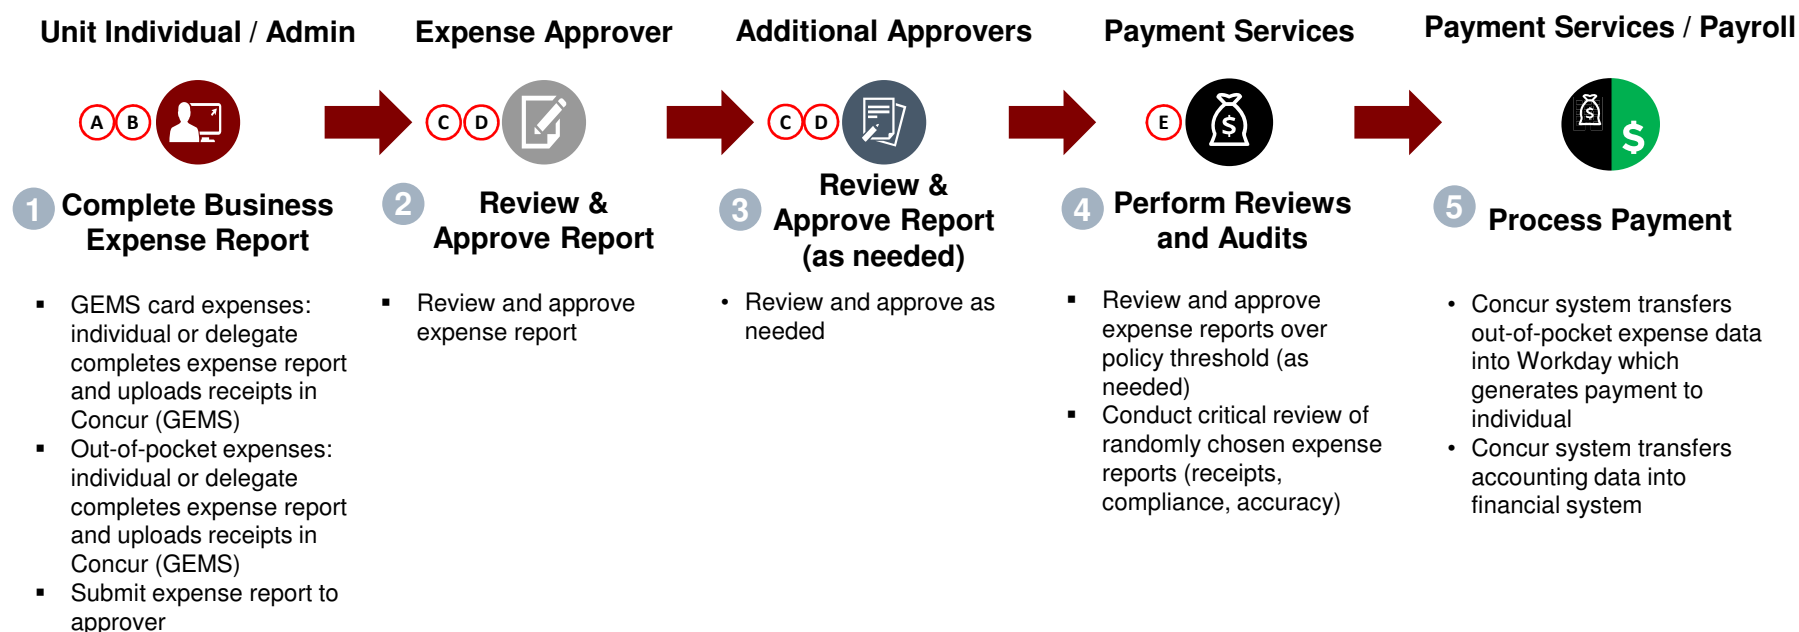 Unit Individual / Admin
Expense Approver
Additional Approvers
Payment Services
Payment Services / Payroll
A B
C D
C D
E
$
$
$
1 Complete Business
Expense Report
▪ GEMS card expenses:
individual or delegate
completes expense report
and uploads receipts in
Concur (GEMS)
▪ Out-of-pocket expenses:
individual or delegate
completes expense report
and uploads receipts in
Concur (GEMS)
▪ Submit expense report to
approver
2 Review &
Approve Report
▪ Review and approve
expense report
3 Review &
Approve Report
(as needed)
• Review and approve as
needed
4 Perform Reviews
and Audits
▪ Review and approve
expense reports over
policy threshold (as
needed)
▪ Conduct critical review of
randomly chosen expense
reports (receipts,
compliance, accuracy)
5 Process Payment
• Concur system transfers
out-of-pocket expense data
into Workday which
generates payment to
individual
• Concur system transfers
accounting data into
financial system